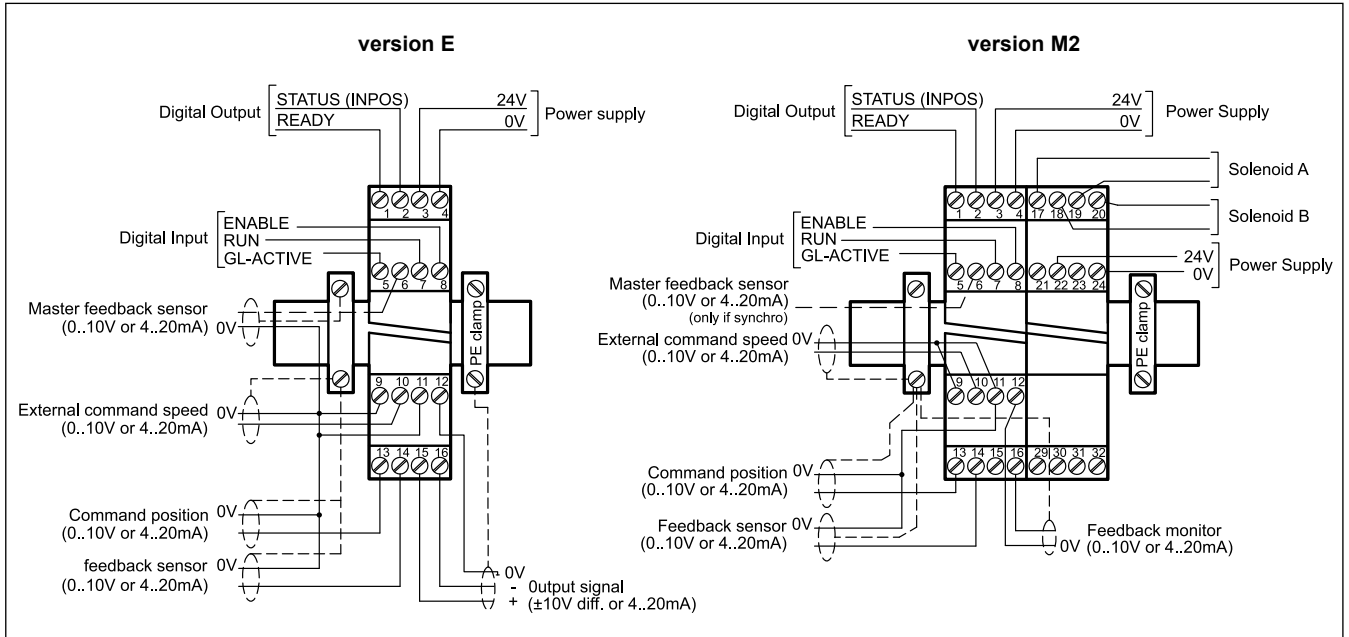 version E
Digital Output
STATUS (INPOS)
READY
24V
0V
Power supply
1 2 3 4
Digital Input
ENABLE
RUN
GL-ACTIVE
5 6 7 8
Master feedback sensor
(0..10V or 4..20mA)
0V
PE clamp
9 10 11 12
External command speed
0V
(0..10V or 4..20mA)
13 14 15 16
Command position
0V
(0..10V or 4..20mA)
feedback sensor
0V
(0..10V or 4..20mA)
0V
- 0utput signal
+ (±10V diff. or 4..20mA)
version M2
Digital Output
STATUS (INPOS)
READY
24V
0V
Power Supply
Solenoid A
1 2 3 4 17 18 19 20
Solenoid B
Digital Input
ENABLE
RUN
GL-ACTIVE
24V
0V
Power Supply
5 6 7 8 21 22 23 24
Master feedback sensor
(0..10V or 4..20mA)
(only if synchro)
PE clamp
External command speed
0V
(0..10V or 4..20mA)
9 10 11 12
13 14 15 16 29 30 31 32
Command position
0V
(0..10V or 4..20mA)
Feedback sensor
0V
(0..10V or 4..20mA)
Feedback monitor
0V
(0..10V or 4..20mA)